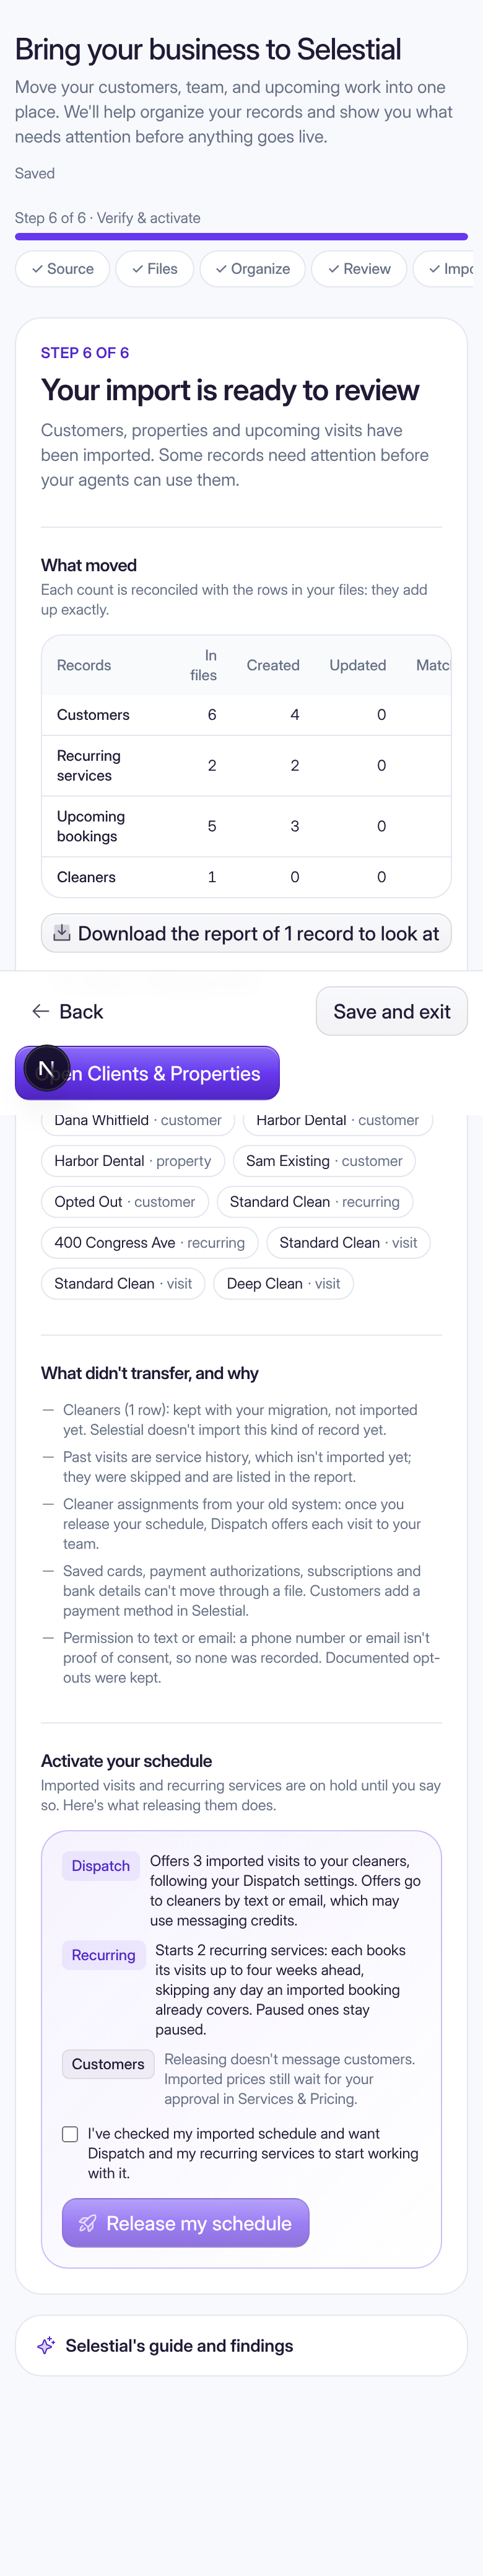 Bring your business to Selestial
Move your customers, team, and upcoming work into one
place. We'll help organize your records and show you what
needs attention before anything goes live.
Saved
Step 6 of 6 · Verify & activate
✓ Source ✓ Files ✓ Organize ✓ Review ✓ Impo
STEP 6 OF 6
Your import is ready to review
Customers, properties and upcoming visits have
been imported. Some records need attention before
your agents can use them.
What moved
Each count is reconciled with the rows in your files: they add
up exactly.
Records In files Created Updated Matc
Customers 6 4 0
Recurring services 2 2 0
Upcoming bookings 5 3 0
Cleaners 1 0 0
Download the report of 1 record to look at
← Back Save and exit
N en Clients & Properties
Dana Whitfield · customer Harbor Dental · customer
Harbor Dental · property Sam Existing · customer
Opted Out · customer Standard Clean · recurring
400 Congress Ave · recurring Standard Clean · visit
Standard Clean · visit Deep Clean · visit
What didn't transfer, and why
— Cleaners (1 row): kept with your migration, not imported
yet. Selestial doesn't import this kind of record yet.
— Past visits are service history, which isn't imported yet;
they were skipped and are listed in the report.
— Cleaner assignments from your old system: once you
release your schedule, Dispatch offers each visit to your
team.
— Saved cards, payment authorizations, subscriptions and
bank details can't move through a file. Customers add a
payment method in Selestial.
— Permission to text or email: a phone number or email isn't
proof of consent, so none was recorded. Documented opt-
outs were kept.
Activate your schedule
Imported visits and recurring services are on hold until you say
so. Here's what releasing them does.
Dispatch Offers 3 imported visits to your cleaners,
following your Dispatch settings. Offers go
to cleaners by text or email, which may
use messaging credits.
Recurring Starts 2 recurring services: each books
its visits up to four weeks ahead,
skipping any day an imported booking
already covers. Paused ones stay
paused.
Customers Releasing doesn't message customers.
Imported prices still wait for your
approval in Services & Pricing.
I've checked my imported schedule and want
Dispatch and my recurring services to start working
with it.
Release my schedule
Selestial's guide and findings